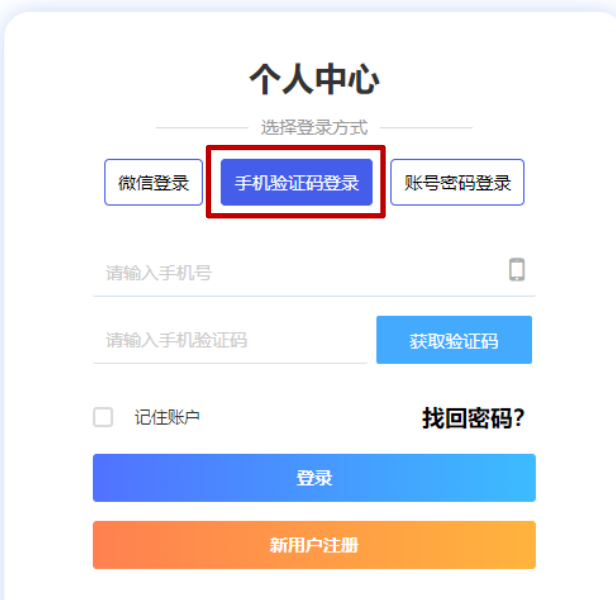 个人中心
选择登录方式
微信登录 手机验证码登录 账号密码登录
请输入手机号
请输入手机验证码 获取验证码
记住账户 找回密码?
登录
新用户注册